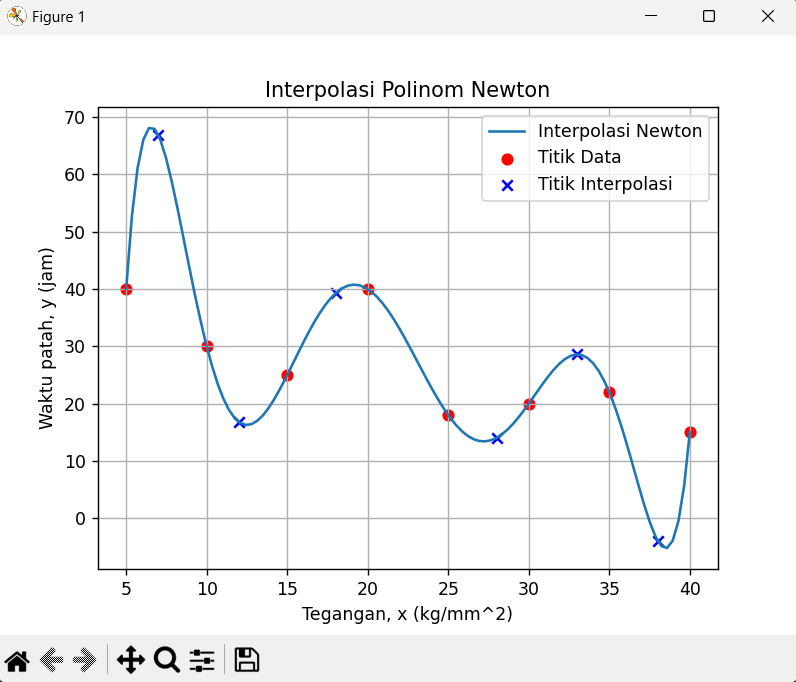 Figure 1
Interpolasi Polinom Newton
Interpolasi Newton
Titik Data
Titik Interpolasi
Waktu patah, y (jam)
70
60
50
40
30
20
10
0
5 10 15 20 25 30 35 40
Tegangan, x (kg/mm^2)